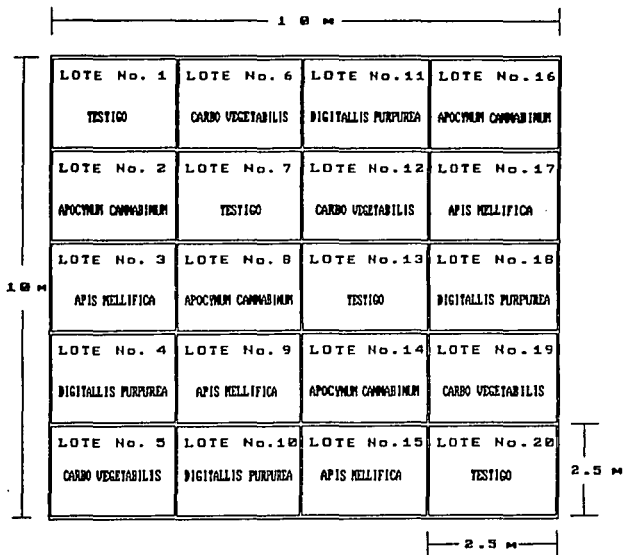 10 M
LOTE No. 1 LOTE No. 6 LOTE No.11 LOTE No.16
TESTIGO CARBO VEGETABILIS DIGITALLIS PURPUREA APOCYNUM CANNABINUM
LOTE No. 2 LOTE No. 7 LOTE No.12 LOTE No.17
APOCYNUM CANNABINUM TESTIGO CARBO VEGETABILIS APIS MELLIFICA
10 M
LOTE No. 3 LOTE No. 8 LOTE No.13 LOTE No.18
APIS MELLIFICA APOCYNUM CANNABINUM TESTIGO DIGITALLIS PURPUREA
LOTE No. 4 LOTE No. 9 LOTE No.14 LOTE No.19
DIGITALLIS PURPUREA APIS MELLIFICA APOCYNUM CANNABINUM CARBO VEGETABILIS
LOTE No. 5 LOTE No.10 LOTE No.15 LOTE No.20
CARBO VEGETABILIS DIGITALLIS PURPUREA APIS MELLIFICA TESTIGO
2.5 M
2.5 M